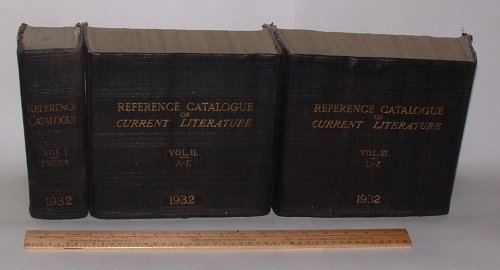 REFERENCE
CATALOGUE
VOL. I
INDEX
1932
REFERENCE CATALOGUE
OF
CURRENT LITERATURE
VOL. II.
A–K
1932
REFERENCE CATALOGUE
OF
CURRENT LITERATURE
VOL. III.
L–Z
1932